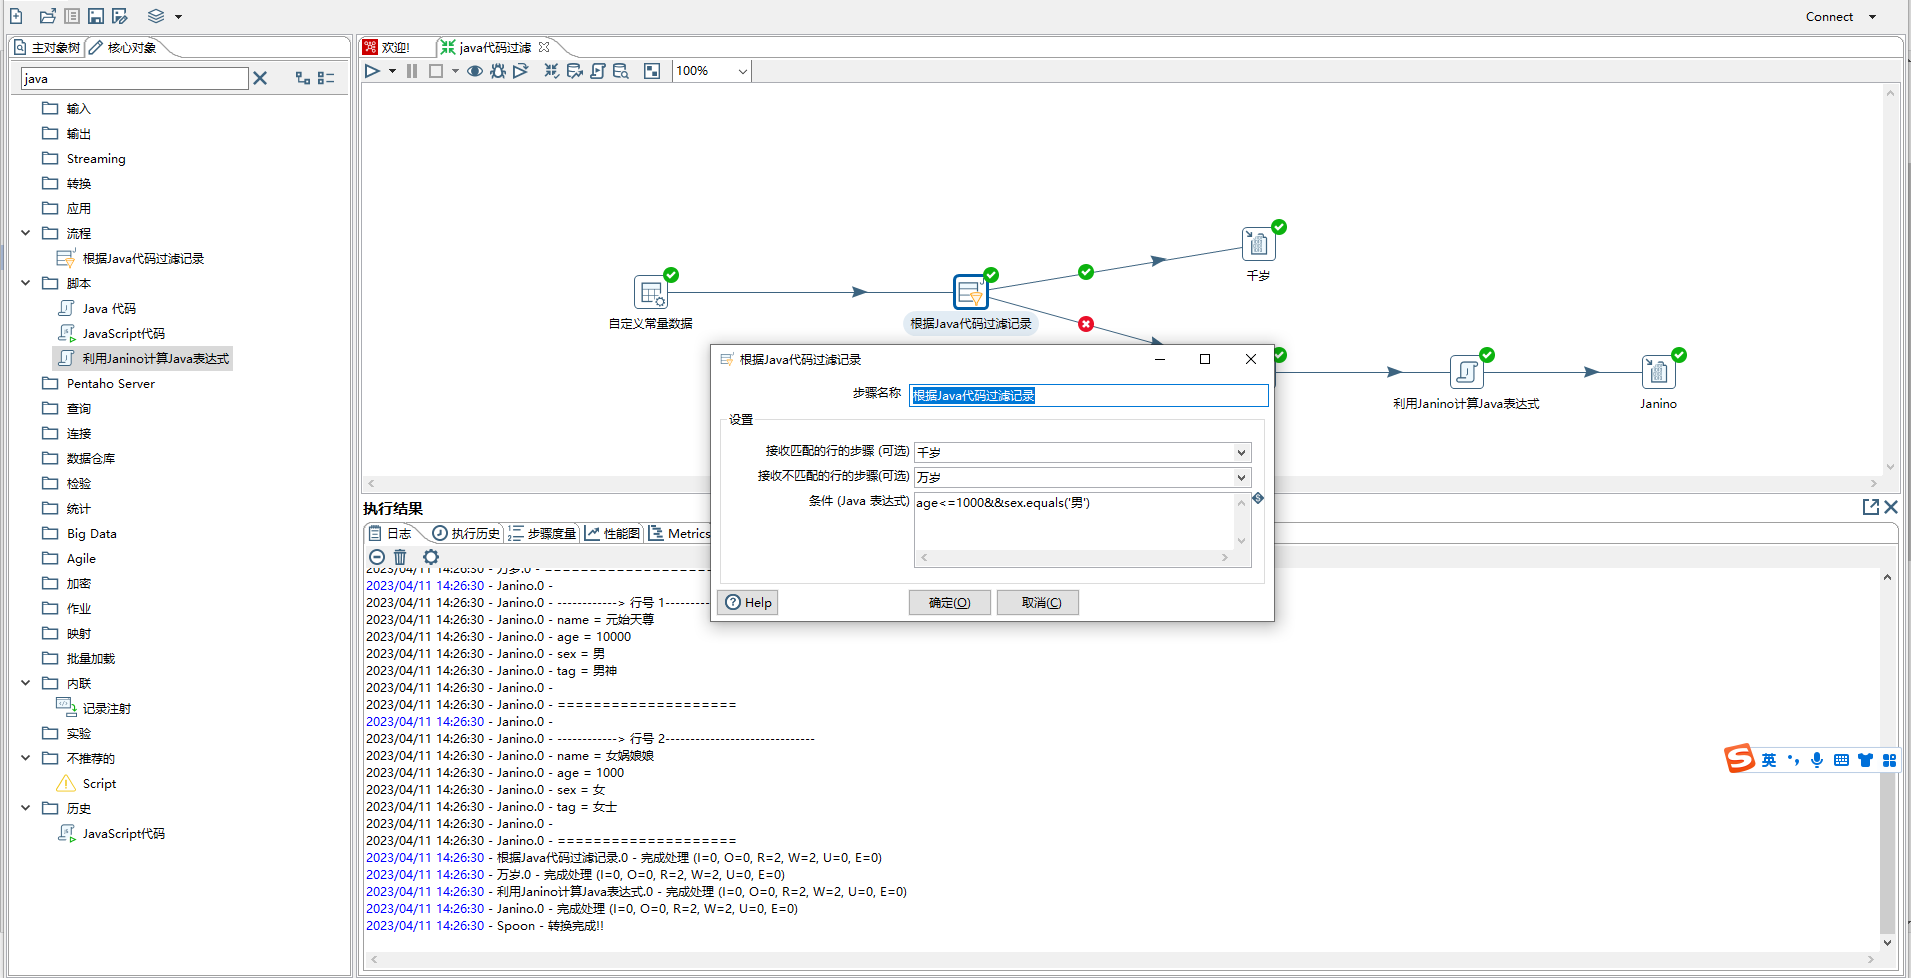 Connect
主对象树
核心对象
java
输入
输出
Streaming
转换
应用
流程
根据Java代码过滤记录
脚本
Java 代码
JavaScript代码
利用Janino计算Java表达式
Pentaho Server
查询
连接
数据仓库
检验
统计
Big Data
Agile
加密
作业
映射
批量加载
内联
记录注射
实验
不推荐的
Script
历史
JavaScript代码
欢迎!
java代码过滤
100%
自定义常量数据
根据Java代码过滤记录
千岁
利用Janino计算Java表达式
Janino
根据Java代码过滤记录
步骤名称 根据Java代码过滤记录
设置
接收匹配的行的步骤 (可选) 千岁
接收不匹配的行的步骤(可选) 万岁
条件 (Java 表达式) age<=1000&&sex.equals('男')
Help
确定(O)
取消(C)
执行结果
日志
执行历史
步骤度量
性能图
Metrics
2023/04/11 14:26:30 - 万岁.0 - ====================
2023/04/11 14:26:30 - Janino.0 -
2023/04/11 14:26:30 - Janino.0 - ------------> 行号 1---------
2023/04/11 14:26:30 - Janino.0 - name = 元始天尊
2023/04/11 14:26:30 - Janino.0 - age = 10000
2023/04/11 14:26:30 - Janino.0 - sex = 男
2023/04/11 14:26:30 - Janino.0 - tag = 男神
2023/04/11 14:26:30 - Janino.0 -
2023/04/11 14:26:30 - Janino.0 - ====================
2023/04/11 14:26:30 - Janino.0 -
2023/04/11 14:26:30 - Janino.0 - ------------> 行号 2------------------------------
2023/04/11 14:26:30 - Janino.0 - name = 女娲娘娘
2023/04/11 14:26:30 - Janino.0 - age = 1000
2023/04/11 14:26:30 - Janino.0 - sex = 女
2023/04/11 14:26:30 - Janino.0 - tag = 女士
2023/04/11 14:26:30 - Janino.0 -
2023/04/11 14:26:30 - Janino.0 - ====================
2023/04/11 14:26:30 - 根据Java代码过滤记录.0 - 完成处理 (I=0, O=0, R=2, W=2, U=0, E=0)
2023/04/11 14:26:30 - 万岁.0 - 完成处理 (I=0, O=0, R=2, W=2, U=0, E=0)
2023/04/11 14:26:30 - 利用Janino计算Java表达式.0 - 完成处理 (I=0, O=0, R=2, W=2, U=0, E=0)
2023/04/11 14:26:30 - Janino.0 - 完成处理 (I=0, O=0, R=2, W=2, U=0, E=0)
2023/04/11 14:26:30 - Spoon - 转换完成!!
英